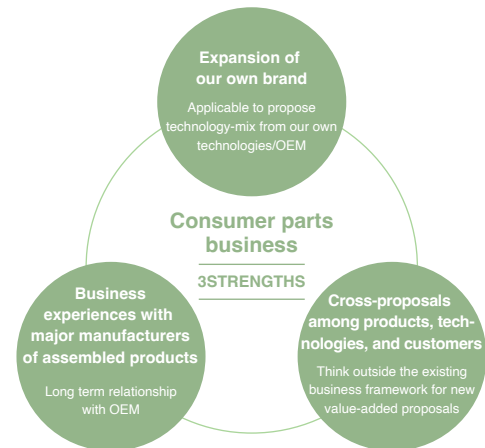 Expansion of
our own brand
Applicable to propose
technology-mix from our own
technologies/OEM
Consumer parts
business
3STRENGTHS
Business
experiences with
major manufacturers
of assembled products
Long term relationship
with OEM
Cross-proposals
among products, tech-
nologies, and customers
Think outside the existing
business framework for new
value-added proposals